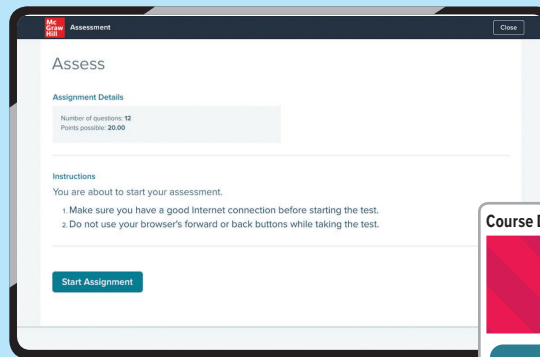 Mc
Graw
Hill
Assessment
Close
Assess
Assignment Details
Number of questions: 12
Points possible: 20.00
Instructions
You are about to start your assessment.
1. Make sure you have a good Internet connection before starting the test.
2. Do not use your browser's forward or back buttons while taking the test.
Start Assignment
Course